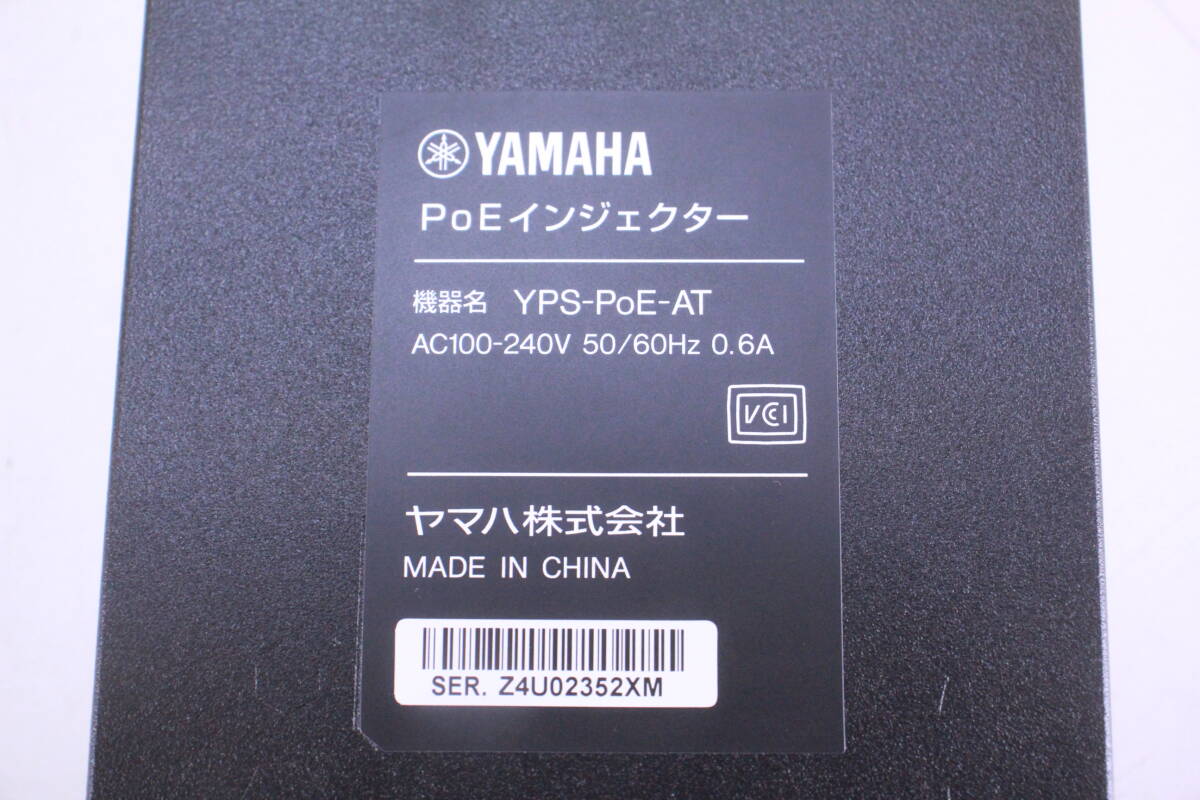 YAMAHA
PoEインジェクター
機器名 YPS-PoE-AT
AC100-240V 50/60Hz 0.6A
VCI
ヤマハ株式会社
MADE IN CHINA
SER. Z4U02352XM